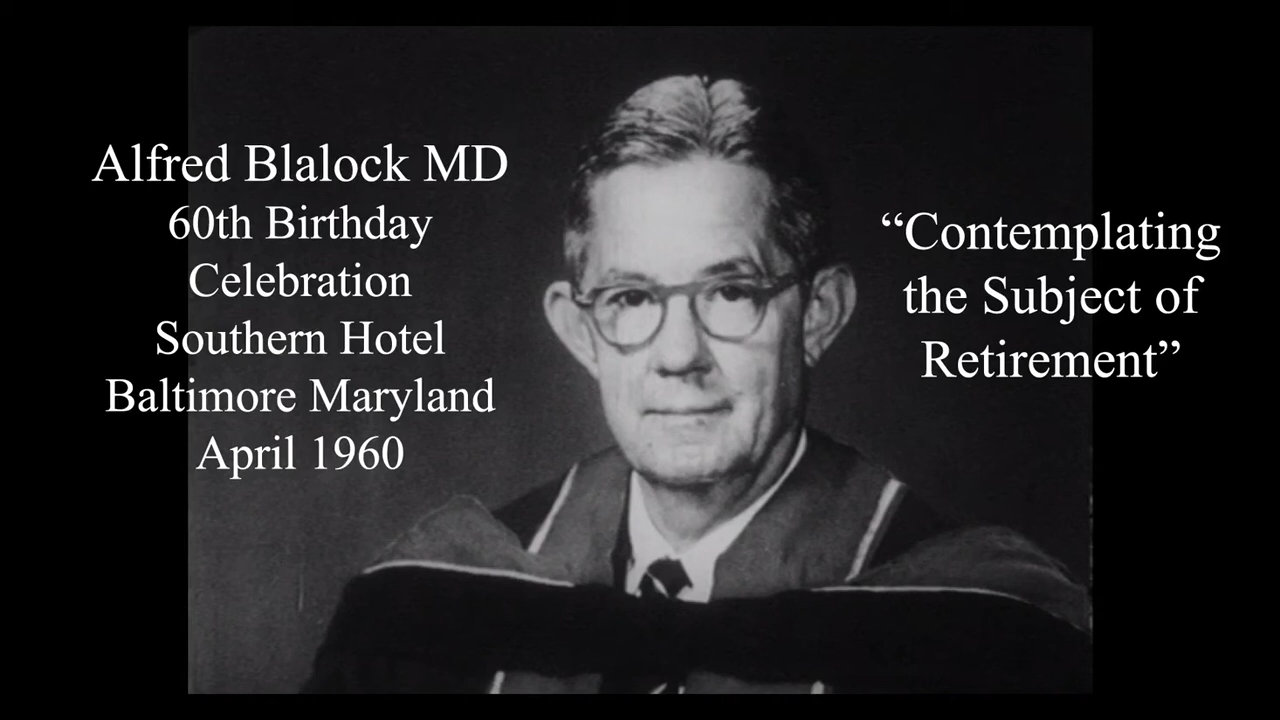 Alfred Blalock MD
60th Birthday
Celebration
Southern Hotel
Baltimore Maryland
April 1960
“Contemplating
the Subject of
Retirement”